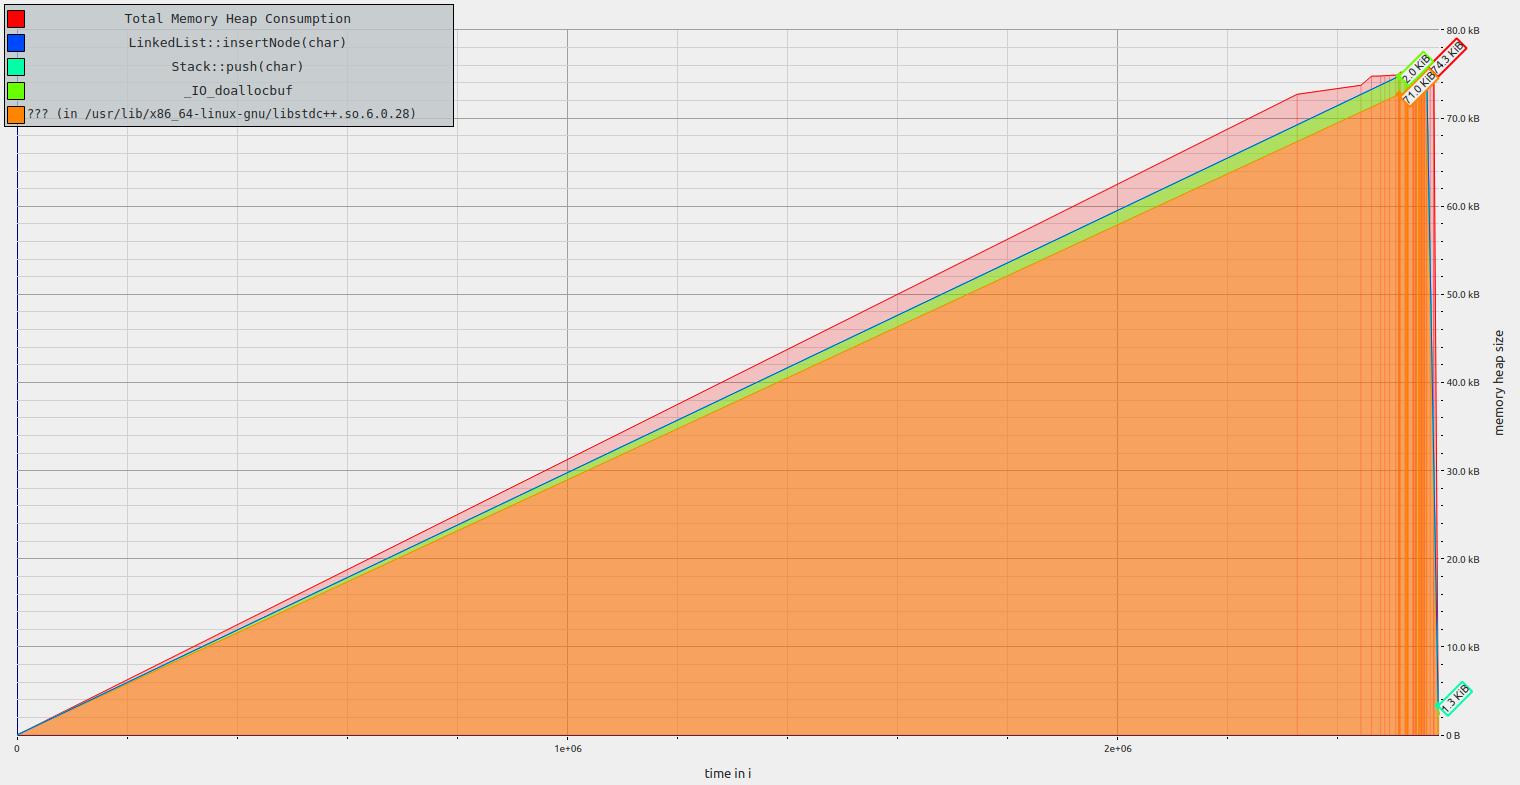 Total Memory Heap Consumption
LinkedList::insertNode(char)
Stack::push(char)
_IO_doallocbuf
??? (in /usr/lib/x86_64-linux-gnu/libstdc++.so.6.0.28)
80.0 kB
74.3 KiB
2.0 KiB
71.0 KiB
70.0 kB
60.0 kB
50.0 kB
memory heap size
40.0 kB
30.0 kB
20.0 kB
10.0 kB
1.3 KiB
0 B
0
1e+06
2e+06
time in i